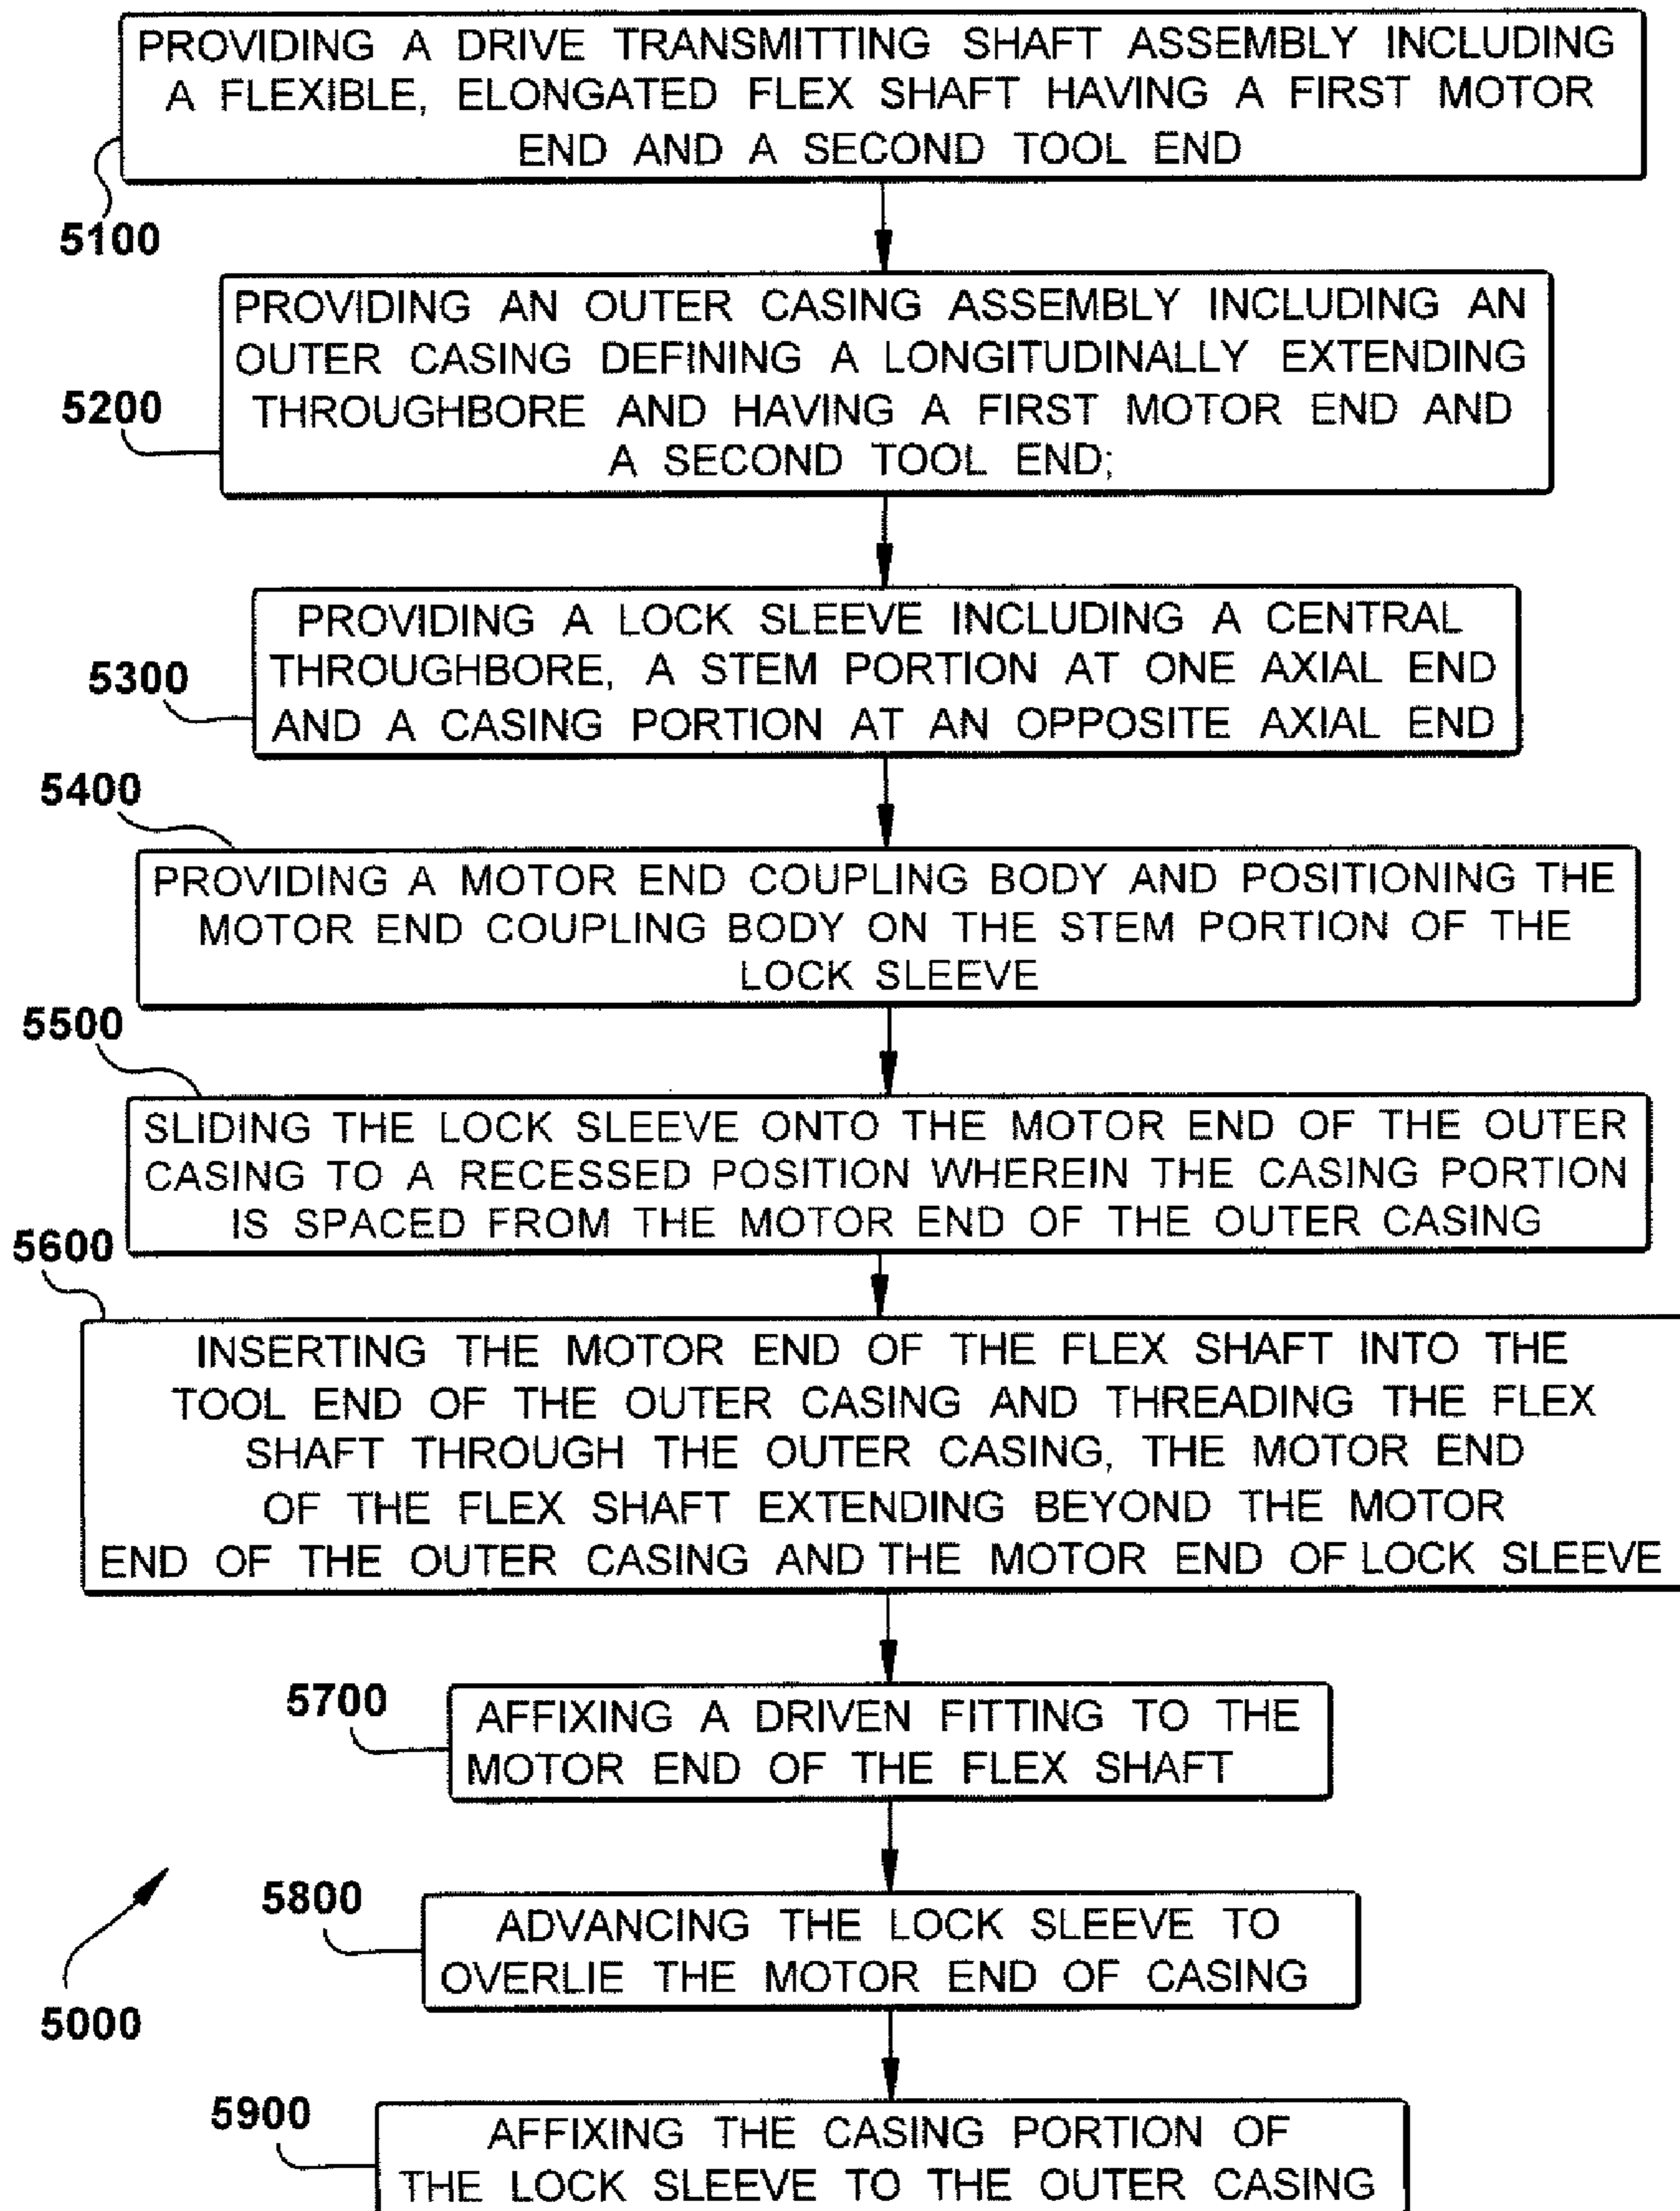 PROVIDING A DRIVE TRANSMITTING SHAFT ASSEMBLY INCLUDING
A FLEXIBLE, ELONGATED FLEX SHAFT HAVING A FIRST MOTOR
END AND A SECOND TOOL END
5100
PROVIDING AN OUTER CASING ASSEMBLY INCLUDING AN
OUTER CASING DEFINING A LONGITUDINALLY EXTENDING
THROUGHBORE AND HAVING A FIRST MOTOR END AND
A SECOND TOOL END;
5200
PROVIDING A LOCK SLEEVE INCLUDING A CENTRAL
THROUGHBORE, A STEM PORTION AT ONE AXIAL END
AND A CASING PORTION AT AN OPPOSITE AXIAL END
5300
5400
PROVIDING A MOTOR END COUPLING BODY AND POSITIONING THE
MOTOR END COUPLING BODY ON THE STEM PORTION OF THE
LOCK SLEEVE
5500
SLIDING THE LOCK SLEEVE ONTO THE MOTOR END OF THE OUTER
CASING TO A RECESSED POSITION WHEREIN THE CASING PORTION
IS SPACED FROM THE MOTOR END OF THE OUTER CASING
5600
INSERTING THE MOTOR END OF THE FLEX SHAFT INTO THE
TOOL END OF THE OUTER CASING AND THREADING THE FLEX
SHAFT THROUGH THE OUTER CASING, THE MOTOR END
OF THE FLEX SHAFT EXTENDING BEYOND THE MOTOR
END OF THE OUTER CASING AND THE MOTOR END OF LOCK SLEEVE
5700
AFFIXING A DRIVEN FITTING TO THE
MOTOR END OF THE FLEX SHAFT
5800
ADVANCING THE LOCK SLEEVE TO
OVERLIE THE MOTOR END OF CASING
5000
5900
AFFIXING THE CASING PORTION OF
THE LOCK SLEEVE TO THE OUTER CASING